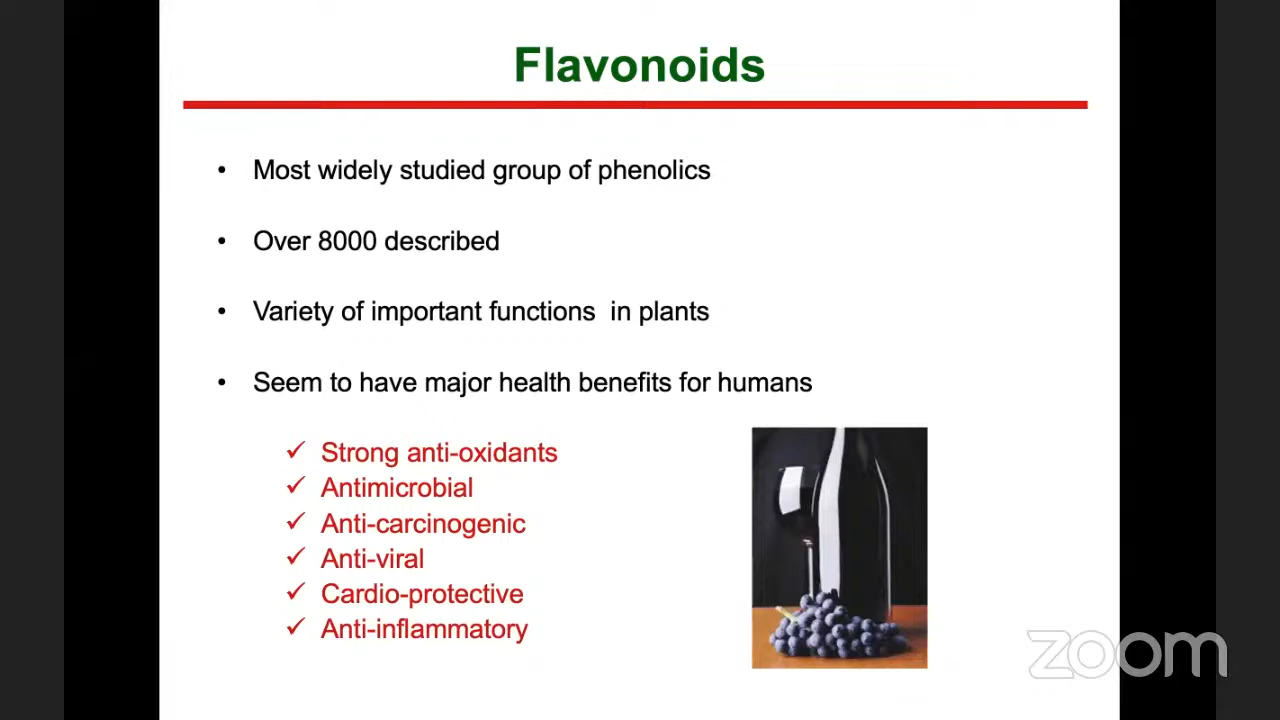 Flavonoids
• Most widely studied group of phenolics
• Over 8000 described
• Variety of important functions  in plants
• Seem to have major health benefits for humans
✓ Strong anti-oxidants
✓ Antimicrobial
✓ Anti-carcinogenic
✓ Anti-viral
✓ Cardio-protective
✓ Anti-inflammatory
zoom